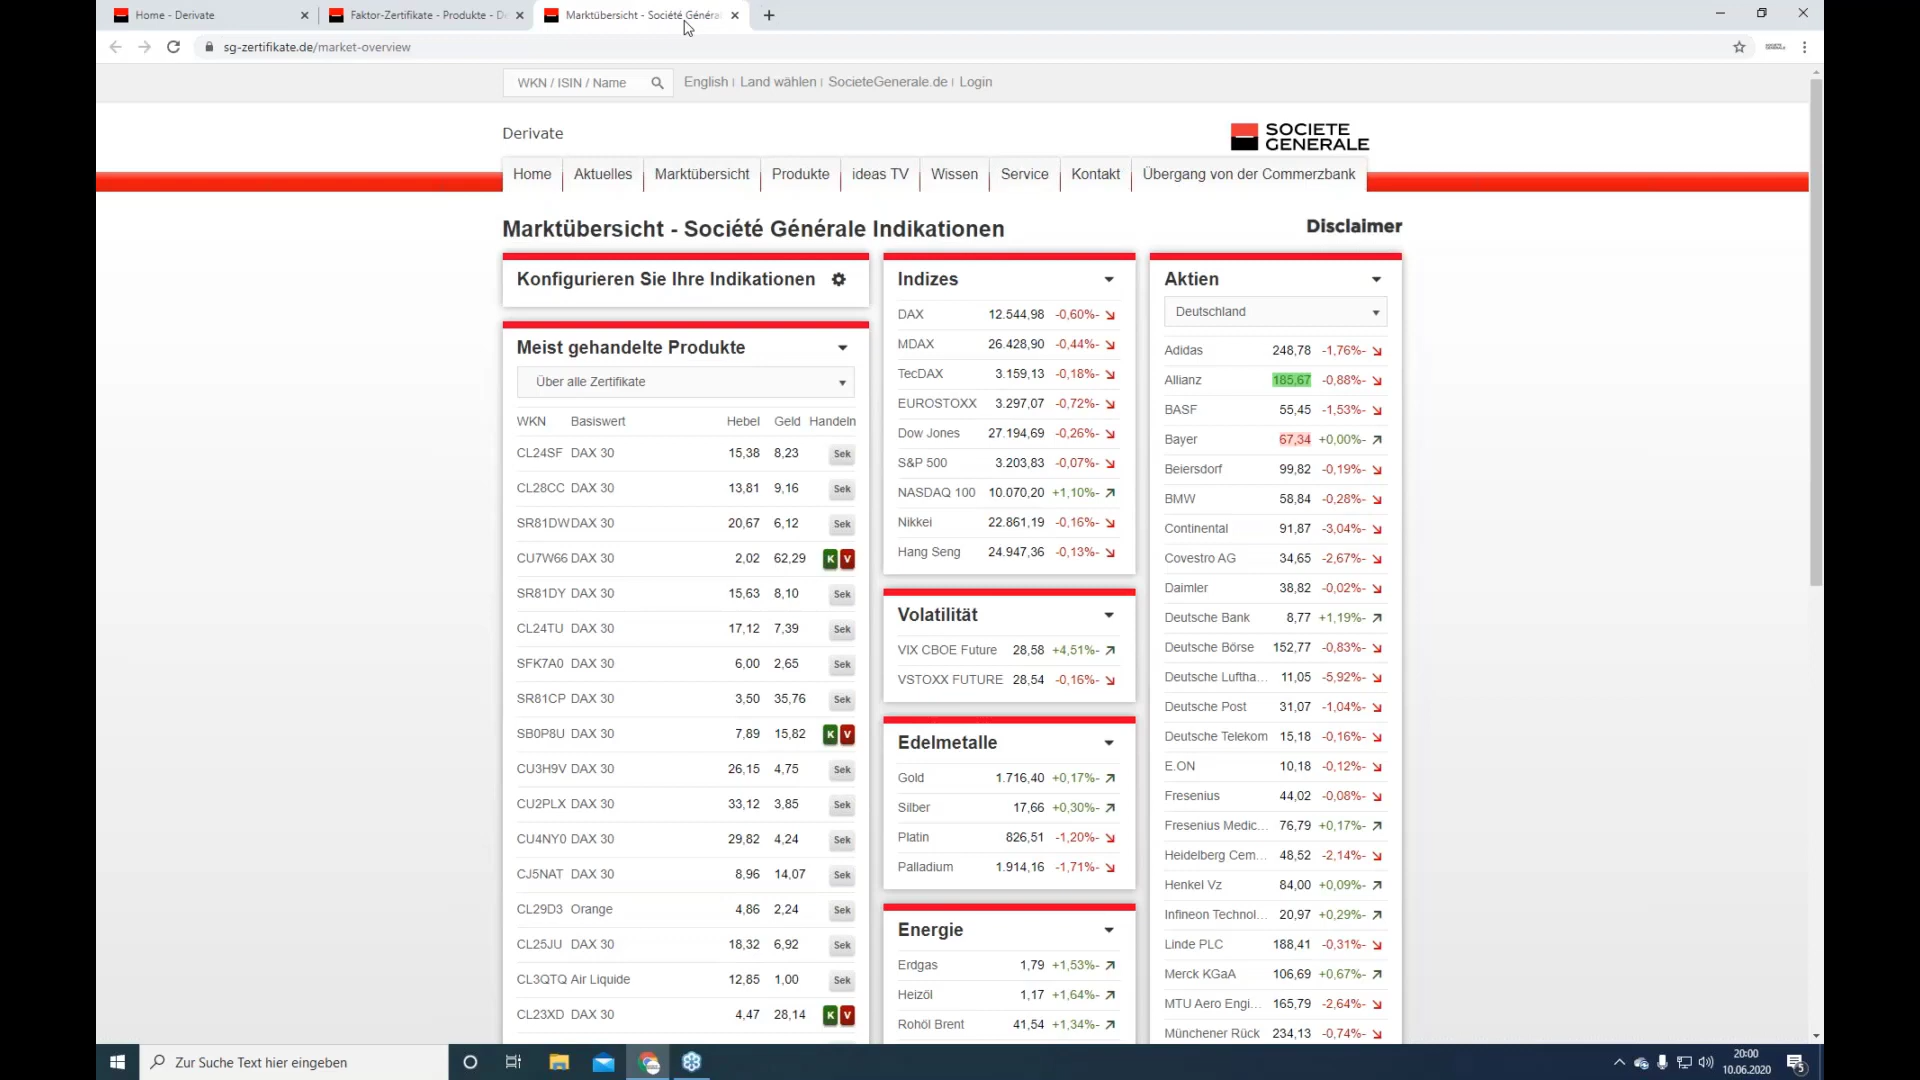 Home - Derivate
Faktor-Zertifikate - Produkte - De
Marktübersicht - Société Généra
sg-zertifikate.de/market-overview
WKN / ISIN / Name
English | Land wählen | SocieteGenerale.de | Login
Derivate
SOCIETE
GENERALE
Home
Aktuelles
Marktübersicht
Produkte
ideas TV
Wissen
Service
Kontakt
Übergang von der Commerzbank
Marktübersicht - Société Générale Indikationen
Disclaimer
Konfigurieren Sie Ihre Indikationen
Meist gehandelte Produkte
Über alle Zertifikate
WKN Basiswert Hebel Geld Handeln
CL24SF DAX 30 15,38 8,23 Sek
CL28CC DAX 30 13,81 9,16 Sek
SR81DW DAX 30 20,67 6,12 Sek
CU7W66 DAX 30 2,02 62,29 K V
SR81DY DAX 30 15,63 8,10 Sek
CL24TU DAX 30 17,12 7,39 Sek
SFK7A0 DAX 30 6,00 2,65 Sek
SR81CP DAX 30 3,50 35,76 Sek
SB0P8U DAX 30 7,89 15,82 K V
CU3H9V DAX 30 26,15 4,75 Sek
CU2PLX DAX 30 33,12 3,85 Sek
CU4NY0 DAX 30 29,82 4,24 Sek
CJ5NAT DAX 30 8,96 14,07 Sek
CL29D3 Orange 4,86 2,24 Sek
CL25JU DAX 30 18,32 6,92 Sek
CL3QTQ Air Liquide 12,85 1,00 Sek
CL23XD DAX 30 4,47 28,14 K V
Indizes
DAX 12.544,98 -0,60%-
MDAX 26.428,90 -0,44%-
TecDAX 3.159,13 -0,18%-
EUROSTOXX 3.297,07 -0,72%-
Dow Jones 27.194,69 -0,26%-
S&P 500 3.203,83 -0,07%-
NASDAQ 100 10.070,20 +1,10%-
Nikkei 22.861,19 -0,16%-
Hang Seng 24.947,36 -0,13%-
Volatilität
VIX CBOE Future 28,58 +4,51%-
VSTOXX FUTURE 28,54 -0,16%-
Edelmetalle
Gold 1.716,40 +0,17%-
Silber 17,66 +0,30%-
Platin 826,51 -1,20%-
Palladium 1.914,16 -1,71%-
Energie
Erdgas 1,79 +1,53%-
Heizöl 1,17 +1,64%-
Rohöl Brent 41,54 +1,34%-
Aktien
Deutschland
Adidas 248,78 -1,76%-
Allianz 185,67 -0,88%-
BASF 55,45 -1,53%-
Bayer 67,34 +0,00%-
Beiersdorf 99,82 -0,19%-
BMW 58,84 -0,28%-
Continental 91,87 -3,04%-
Covestro AG 34,65 -2,67%-
Daimler 38,82 -0,02%-
Deutsche Bank 8,77 +1,19%-
Deutsche Börse 152,77 -0,83%-
Deutsche Luftha... 11,05 -5,92%-
Deutsche Post 31,07 -1,04%-
Deutsche Telekom 15,18 -0,16%-
E.ON 10,18 -0,12%-
Fresenius 44,02 -0,08%-
Fresenius Medic... 76,79 +0,17%-
Heidelberg Cem... 48,52 -2,14%-
Henkel Vz 84,00 +0,09%-
Infineon Technol... 20,97 +0,29%-
Linde PLC 188,41 -0,31%-
Merck KGaA 106,69 +0,67%-
MTU Aero Engi... 165,79 -2,64%-
Münchener Rück 234,13 -0,74%-
Zur Suche Text hier eingeben
20:00
10.06.2020
5